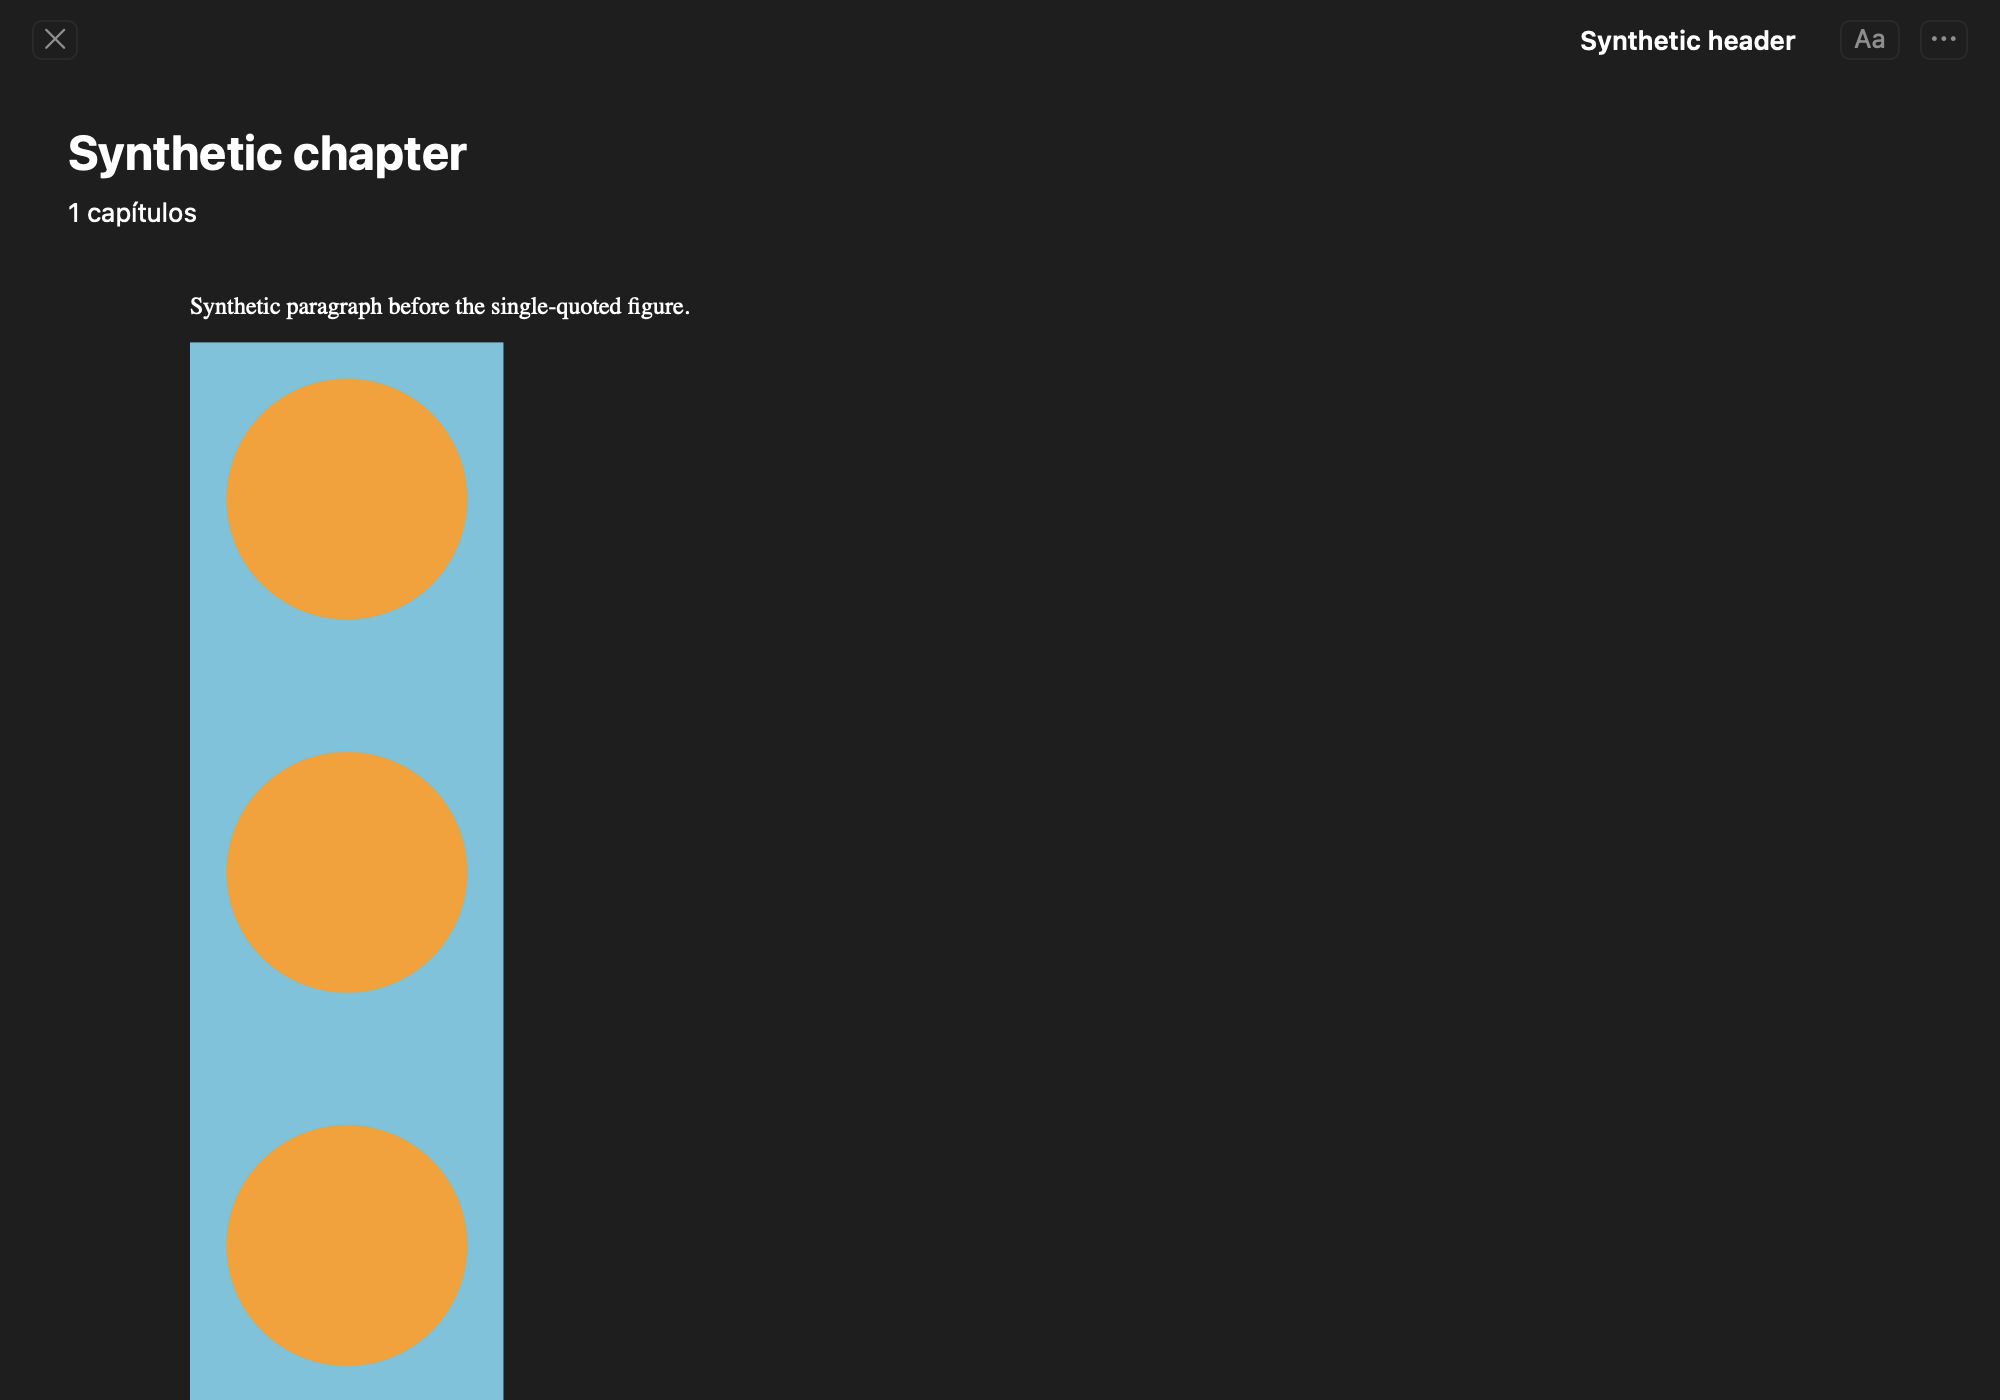 Synthetic header
Aa
Synthetic chapter
1 capítulos
Synthetic paragraph before the single-quoted figure.